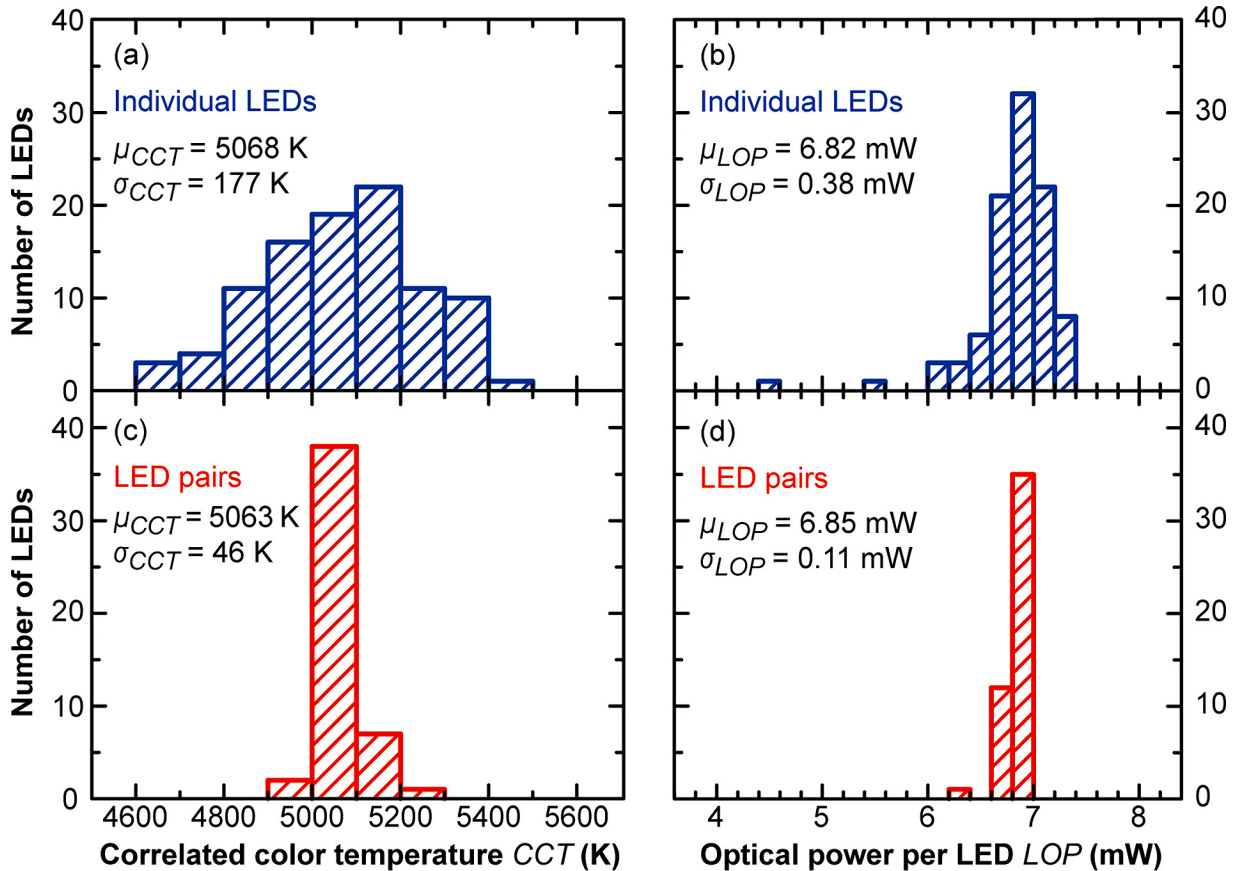 40
30
20
10
0
Number of LEDs
(a)
Individual LEDs
μCCT = 5068 K
σCCT = 177 K
(b)
Individual LEDs
μLOP = 6.82 mW
σLOP = 0.38 mW
40
30
20
10
0
40
30
20
10
0
Number of LEDs
(c)
LED pairs
μCCT = 5063 K
σCCT = 46 K
(d)
LED pairs
μLOP = 6.85 mW
σLOP = 0.11 mW
40
30
20
10
0
4600 4800 5000 5200 5400 5600
Correlated color temperature CCT (K)
4 5 6 7 8
Optical power per LED LOP (mW)